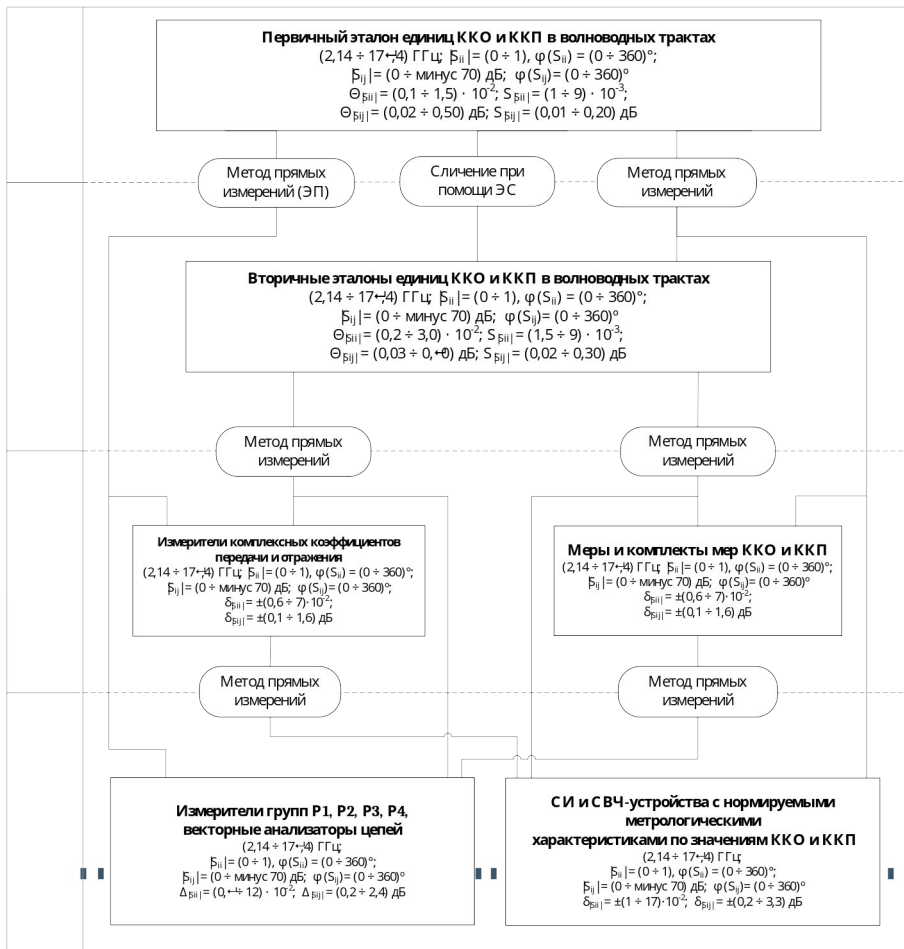 Первичный эталон единиц ККО и ККП в волноводных трактах
(2,14 ÷ 17,4) ГГц; |Sii|= (0 ÷ 1), φ(Sii) = (0 ÷ 360)°;
|Sij|= (0 ÷ минус 70) дБ; φ(Sij)= (0 ÷ 360)°
Θ|Sii|= (0,1 ÷ 1,5) · 10⁻²; S|Sii|= (1 ÷ 9) · 10⁻³;
Θ|Sij|= (0,02 ÷ 0,50) дБ; S|Sij|= (0,01 ÷ 0,20) дБ
Метод прямых
измерений (ЭП)
Сличение при
помощи ЭС
Метод прямых
измерений
Вторичные эталоны единиц ККО и ККП в волноводных трактах
(2,14 ÷ 17,4) ГГц; |Sii|= (0 ÷ 1), φ(Sii) = (0 ÷ 360)°;
|Sij|= (0 ÷ минус 70) дБ; φ(Sij)= (0 ÷ 360)°
Θ|Sii|= (0,2 ÷ 3,0) · 10⁻²; S|Sii|= (1,5 ÷ 9) · 10⁻³;
Θ|Sij|= (0,03 ÷ дБ; S|Sij|= (0,02 ÷ 0,30) дБ
Метод прямых
измерений
Метод прямых
измерений
Измерители комплексных коэффициентов
передачи и отражения
(2,14 ÷ 17,4) ГГц; |Sii|= (0 ÷ 1), φ(Sii) = (0 ÷ 360)°;
|Sij|= (0 ÷ минус 70) дБ; φ(Sij)= (0 ÷ 360)°;
δ|Sii|= ±(0,6 ÷ 7)·10⁻²;
δ|Sij|= ±(0,1 ÷ 1,6) дБ
Меры и комплекты мер ККО и ККП
(2,14 ÷ 17,4) ГГц; |Sii|= (0 ÷ 1), φ(Sii) = (0 ÷ 360)°;
|Sij|= (0 ÷ минус 70) дБ; φ(Sij)= (0 ÷ 360)°
δ|Sii|= ±(0,6 ÷ 7)·10⁻²;
δ|Sij|= ±(0,1 ÷ 1,6) дБ
Метод прямых
измерений
Метод прямых
измерений
Измерители групп Р1, Р2, Р3, Р4,
векторные анализаторы цепей
(2,14 ÷ 17,4) ГГц;
|Sii|= (0 ÷ 1), φ(Sii) = (0 ÷ 360)°;
|Sij|= (0 ÷ минус 70) дБ; φ(Sij)= (0 ÷ 360)°
Δ|Sii|= ÷ 12) · 10⁻²; Δ|Sij|= (0,2 ÷ 2,4) дБ
СИ и СВЧ-устройства с нормируемыми
метрологическими
характеристиками по значениям ККО и ККП
(2,14 ÷ 17,4) ГГц;
|Sii|= (0 ÷ 1), φ(Sii) = (0 ÷ 360)°;
|Sij|= (0 ÷ минус 70) дБ; φ(Sij)= (0 ÷ 360)°
δ|Sii|= ±(1 ÷ 17)·10⁻²; δ|Sij|= ±(0,2 ÷ 3,3) дБ